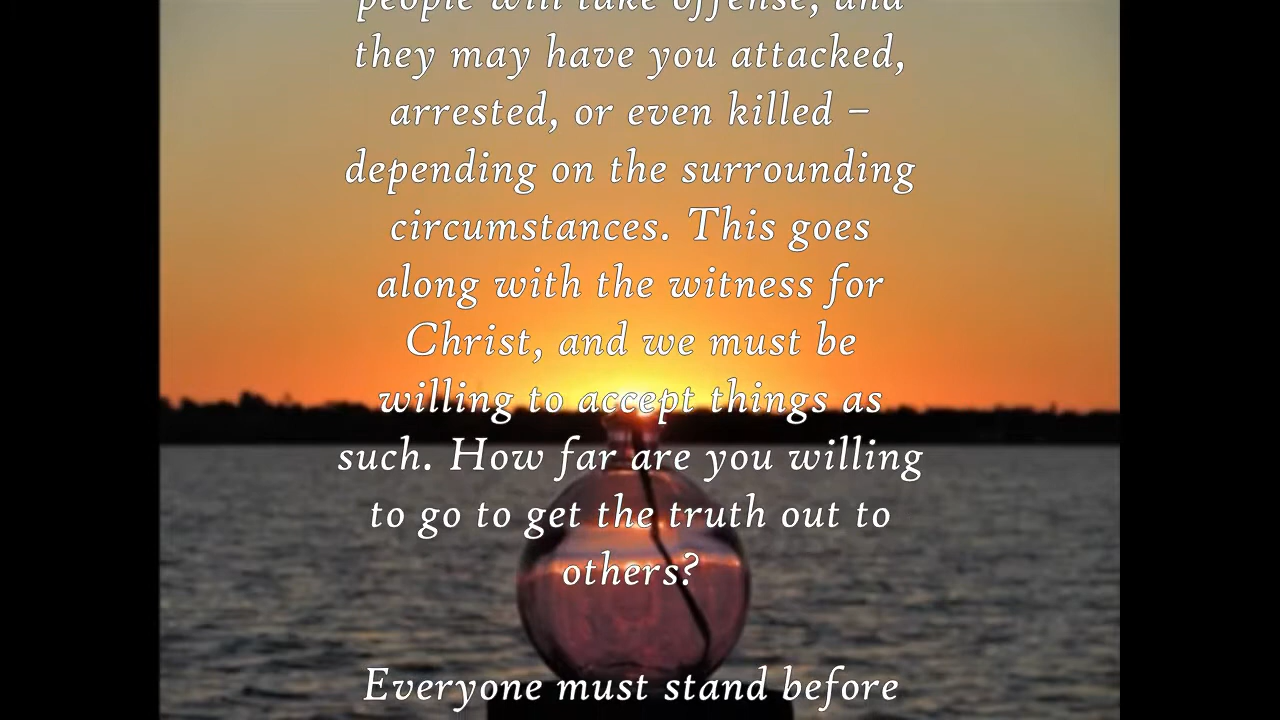 people will take offense, and
they may have you attacked,
arrested, or even killed –
depending on the surrounding
circumstances. This goes
along with the witness for
Christ, and we must be
willing to accept things as
such. How far are you willing
to go to get the truth out to
others?
Everyone must stand before